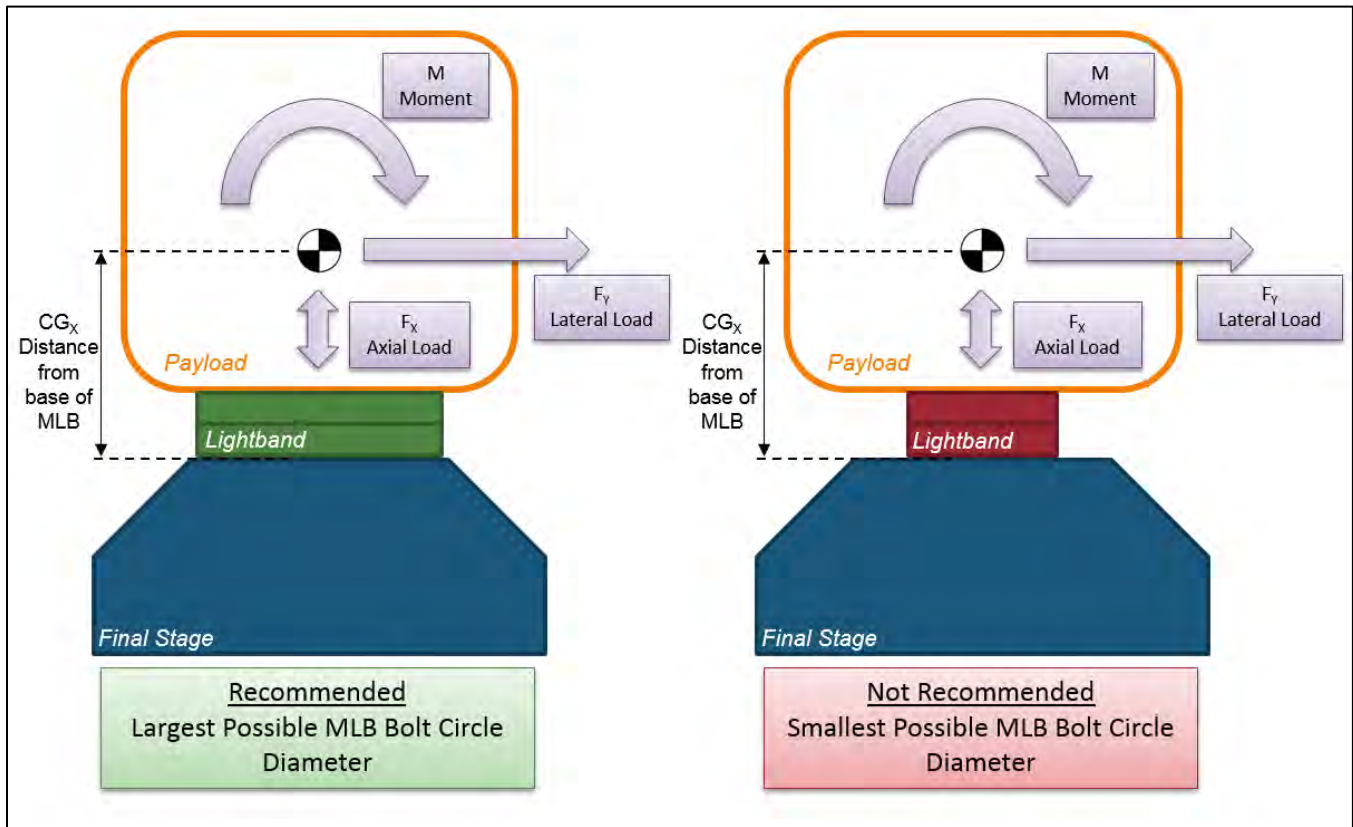 M
Moment
CGX
Distance
from
base of
MLB
FY
Lateral Load
FX
Axial Load
Payload
Lightband
Final Stage
Recommended
Largest Possible MLB Bolt Circle
Diameter
M
Moment
CGX
Distance
from
base of
MLB
FY
Lateral Load
FX
Axial Load
Payload
Lightband
Final Stage
Not Recommended
Smallest Possible MLB Bolt Circle
Diameter